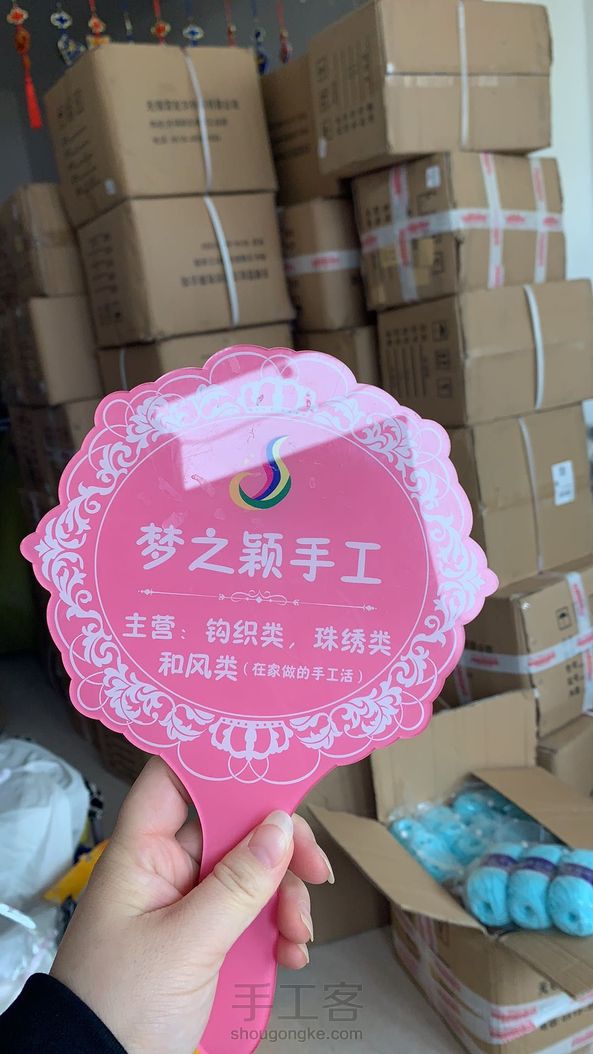 梦之颖手工
主营：钩织类，珠绣类
和风类（在家做的手工活）
手工客
shougongke.com